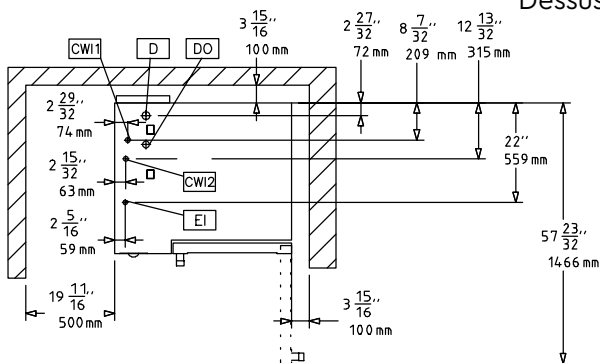 Dessus
CWI1
D
DO
3 15/16"
100 mm
2 27/32"
72 mm
8 7/32"
209 mm
12 13/32"
315 mm
2 29/32"
74 mm
2 15/32"
63 mm
CWI2
22"
559 mm
2 5/16"
59 mm
EI
57 23/32"
1466 mm
19 11/16"
500 mm
3 15/16"
100 mm